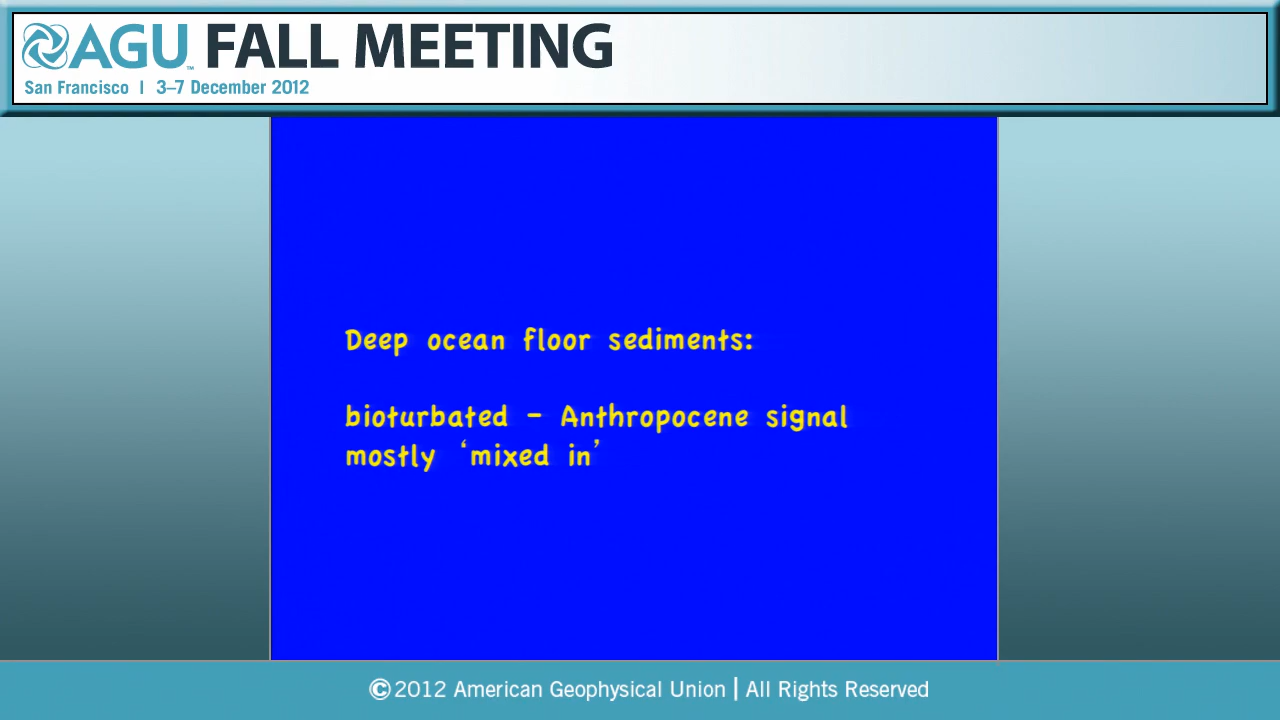 AGU™ FALL MEETING
San Francisco | 3–7 December 2012
Deep ocean floor sediments:
bioturbated – Anthropocene signal
mostly ‘mixed in’
©2012 American Geophysical Union | All Rights Reserved